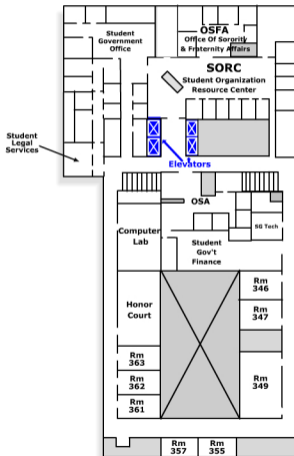 OSFA
Office Of Sorority
& Fraternity Affairs
Student
Government
Office
SORC
Student Organization
Resource Center
Student
Legal
Services
Elevators
OSA
Computer
Lab
SG Tech
Student
Gov't
Finance
Honor
Court
Rm
346
Rm
347
Rm
363
Rm
362
Rm
349
Rm
361
Rm
357
Rm
355